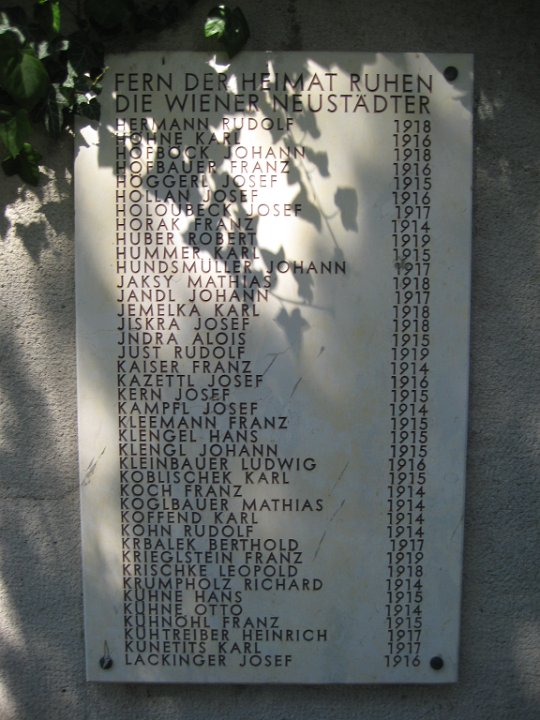 FERN DER HEIMAT RUHEN
DIE WIENER NEUSTÄDTER
HERMANN RUDOLF 1918
HÖHNE KARL 1916
HOFBÖCK JOHANN 1918
HOFBAUER FRANZ 1916
HÖGGERL JOSEF 1915
HOLLAN JOSEF 1916
HOLOUBECK JOSEF 1917
HORAK FRANZ 1914
HUBER ROBERT 1919
HUMMER KARL 1915
HUNDSMÜLLER JOHANN 1917
JAKSY MATHIAS 1918
JANDL JOHANN 1917
JEMELKA KARL 1918
JISKRA JOSEF 1918
JNDRA ALOIS 1915
JUST RUDOLF 1919
KAISER FRANZ 1914
KAZETTL JOSEF 1916
KERN JOSEF 1915
KAMPFL JOSEF 1914
KLEEMANN FRANZ 1915
KLENGEL HANS 1915
KLENGL JOHANN 1915
KLEINBAUER LUDWIG 1916
KOBLISCHEK KARL 1915
KOCH FRANZ 1914
KOGLBAUER MATHIAS 1914
KOFFEND KARL 1914
KOHN RUDOLF 1914
KRBALEK BERTHOLD 1917
KRIEGLSTEIN FRANZ 1919
KRISCHKE LEOPOLD 1918
KRUMPHOLZ RICHARD 1914
KÜHNE HANS 1915
KÜHNE OTTO 1914
KÜHNÖHL FRANZ 1915
KÜHTREIBER HEINRICH 1917
KUNETITS KARL 1917
LACKINGER JOSEF 1916